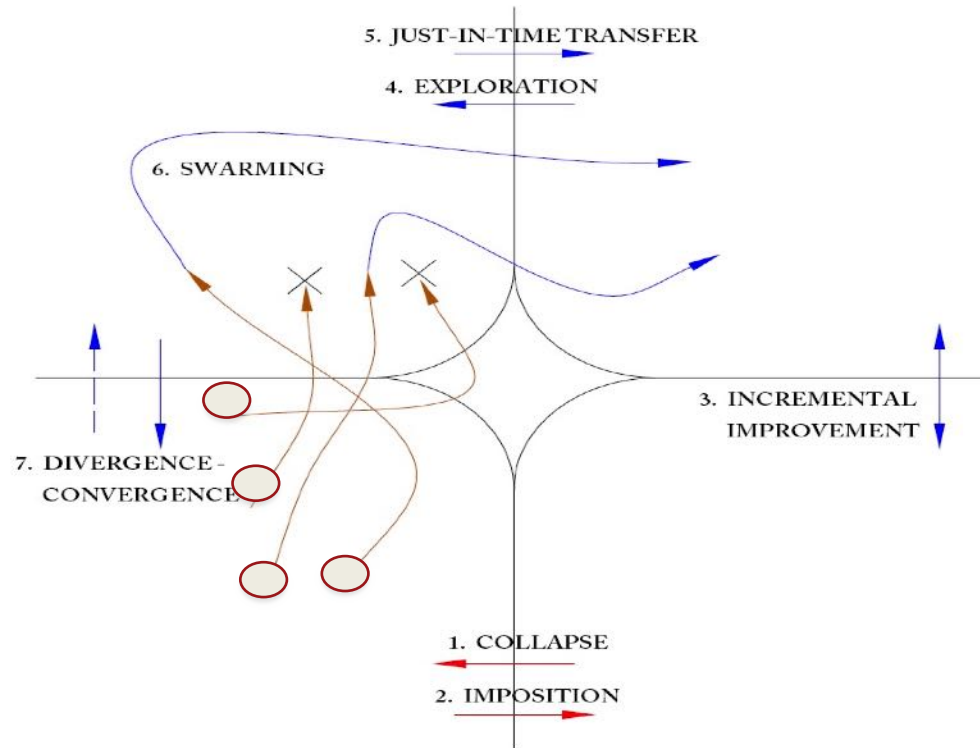 5. JUST-IN-TIME TRANSFER
4. EXPLORATION
6. SWARMING
3. INCREMENTAL
IMPROVEMENT
7. DIVERGENCE -
CONVERGENCE
1. COLLAPSE
2. IMPOSITION